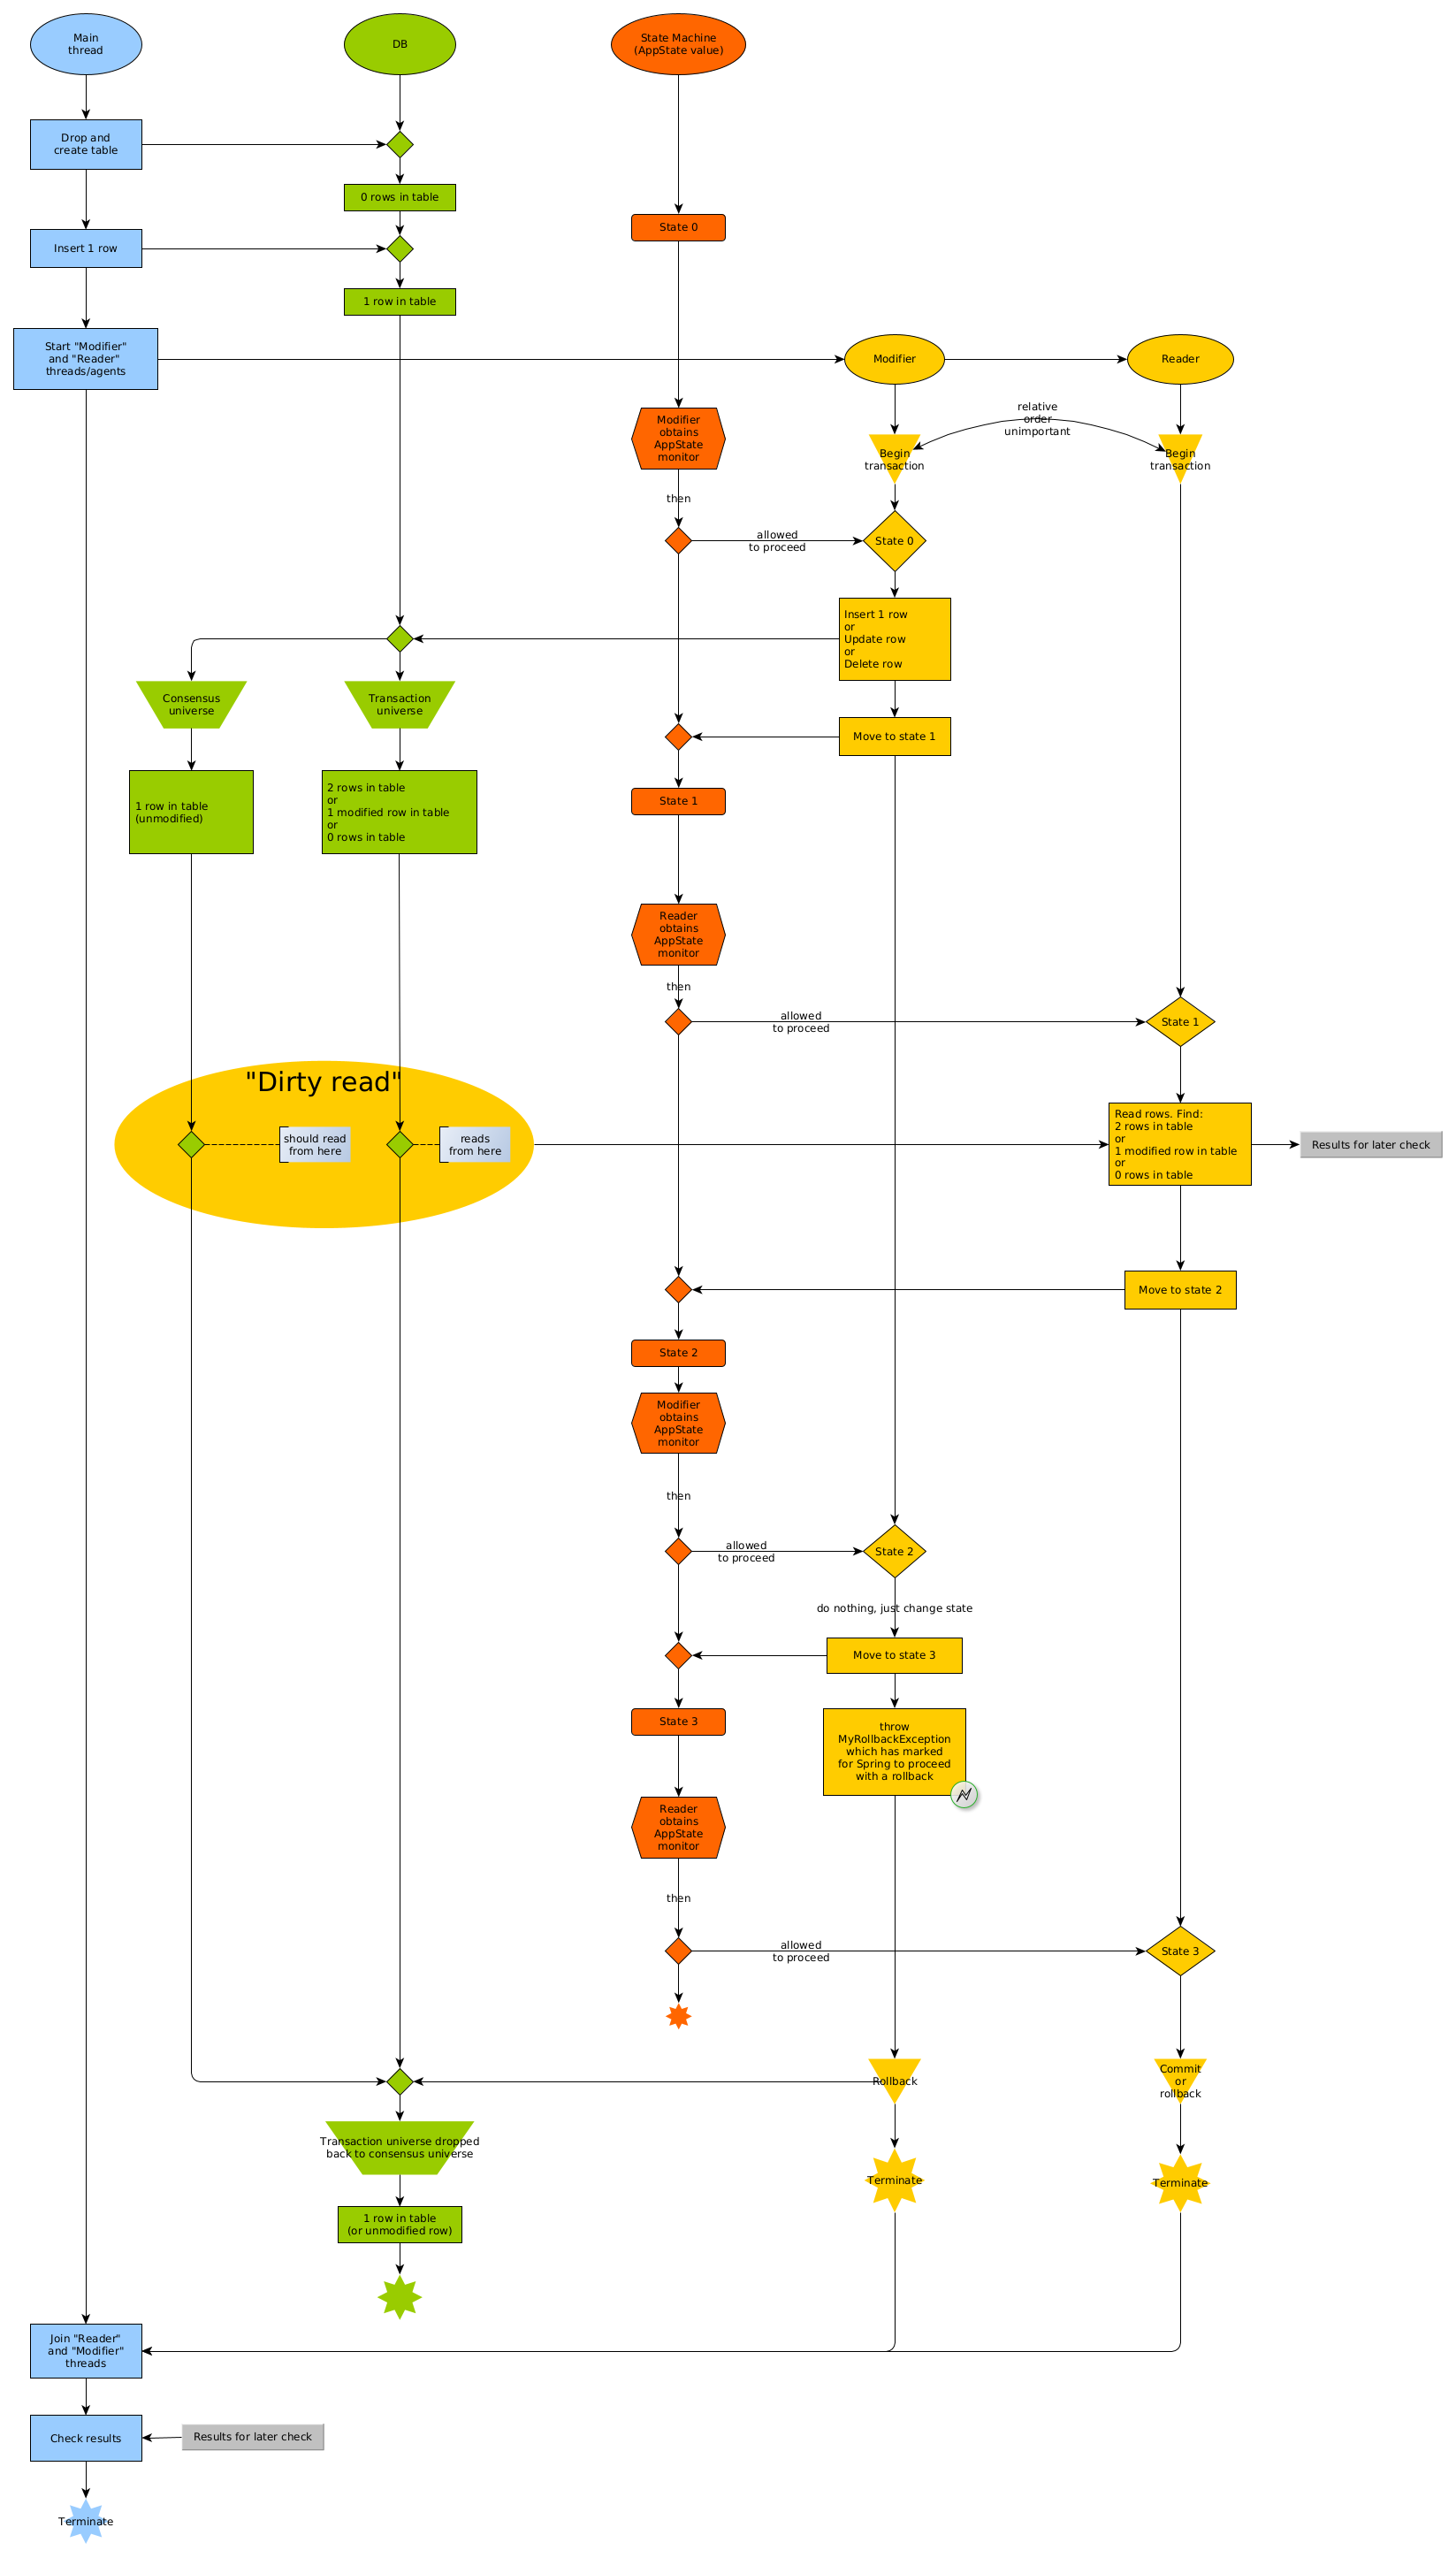 Main
thread
DB
State Machine
(AppState value)
Drop and
create table
0 rows in table
State 0
Insert 1 row
1 row in table
Start "Modifier"
and "Reader"
threads/agents
Modifier
Reader
relative
order
unimportant
Modifier
obtains
AppState
monitor
Begin
transaction
Begin
transaction
then
allowed
to proceed
State 0
Insert 1 row
or
Update row
or
Delete row
Consensus
universe
Transaction
universe
Move to state 1
1 row in table
(unmodified)
2 rows in table
or
1 modified row in table
or
0 rows in table
State 1
Reader
obtains
AppState
monitor
then
allowed
to proceed
State 1
"Dirty read"
should read
from here
reads
from here
Read rows. Find:
2 rows in table
or
1 modified row in table
or
0 rows in table
Results for later check
Move to state 2
State 2
Modifier
obtains
AppState
monitor
then
allowed
to proceed
State 2
do nothing, just change state
Move to state 3
State 3
throw
MyRollbackException
which has marked
for Spring to proceed
with a rollback
Reader
obtains
AppState
monitor
then
allowed
to proceed
State 3
Rollback
Commit
or
rollback
Transaction universe dropped
back to consensus universe
Terminate
Terminate
1 row in table
(or unmodified row)
Join "Reader"
and "Modifier"
threads
Check results
Results for later check
Terminate